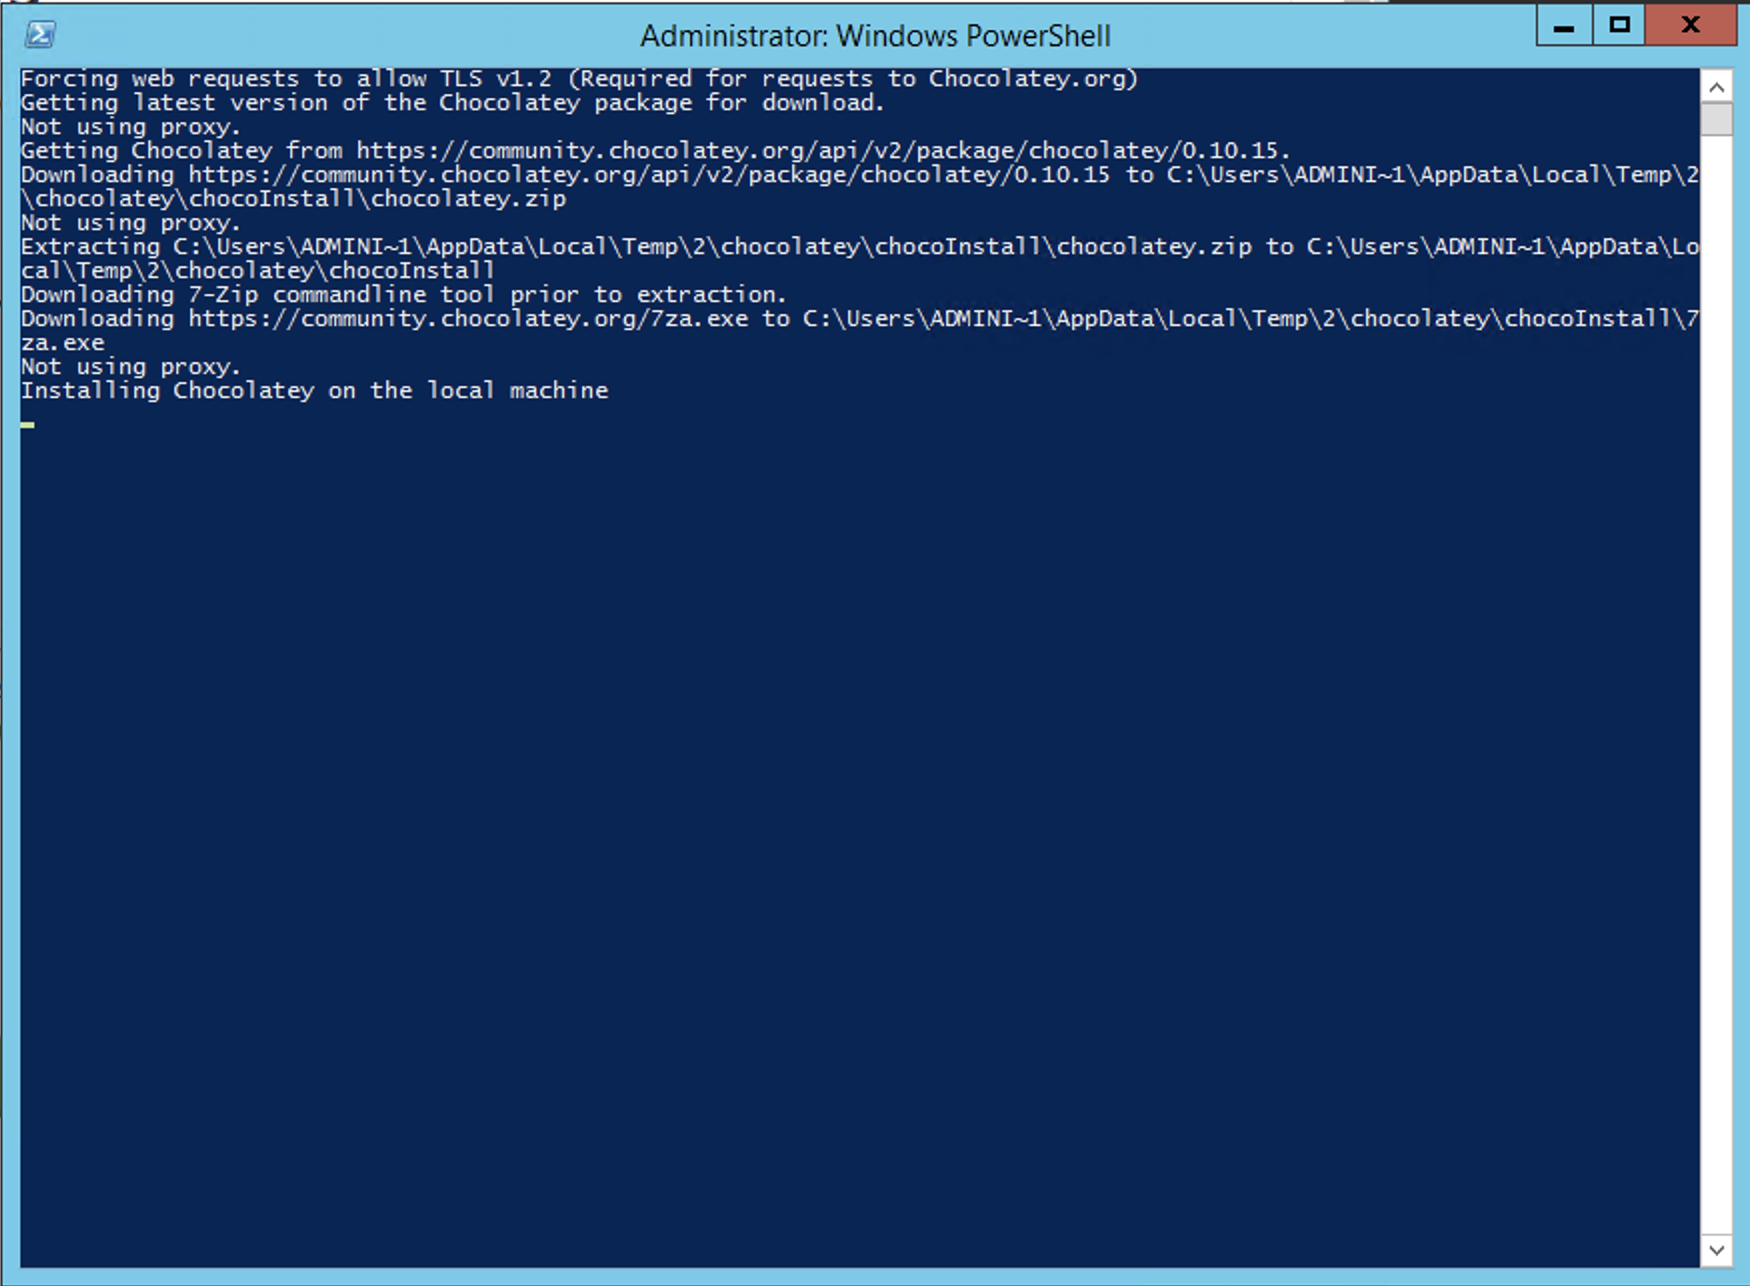 Administrator: Windows PowerShell
Forcing web requests to allow TLS v1.2 (Required for requests to Chocolatey.org)
Getting latest version of the Chocolatey package for download.
Not using proxy.
Getting Chocolatey from https://community.chocolatey.org/api/v2/package/chocolatey/0.10.15.
Downloading https://community.chocolatey.org/api/v2/package/chocolatey/0.10.15 to C:\Users\ADMINI~1\AppData\Local\Temp\2
\chocolatey\chocoInstall\chocolatey.zip
Not using proxy.
Extracting C:\Users\ADMINI~1\AppData\Local\Temp\2\chocolatey\chocoInstall\chocolatey.zip to C:\Users\ADMINI~1\AppData\Lo
cal\Temp\2\chocolatey\chocoInstall
Downloading 7-Zip commandline tool prior to extraction.
Downloading https://community.chocolatey.org/7za.exe to C:\Users\ADMINI~1\AppData\Local\Temp\2\chocolatey\chocoInstall\7
za.exe
Not using proxy.
Installing Chocolatey on the local machine